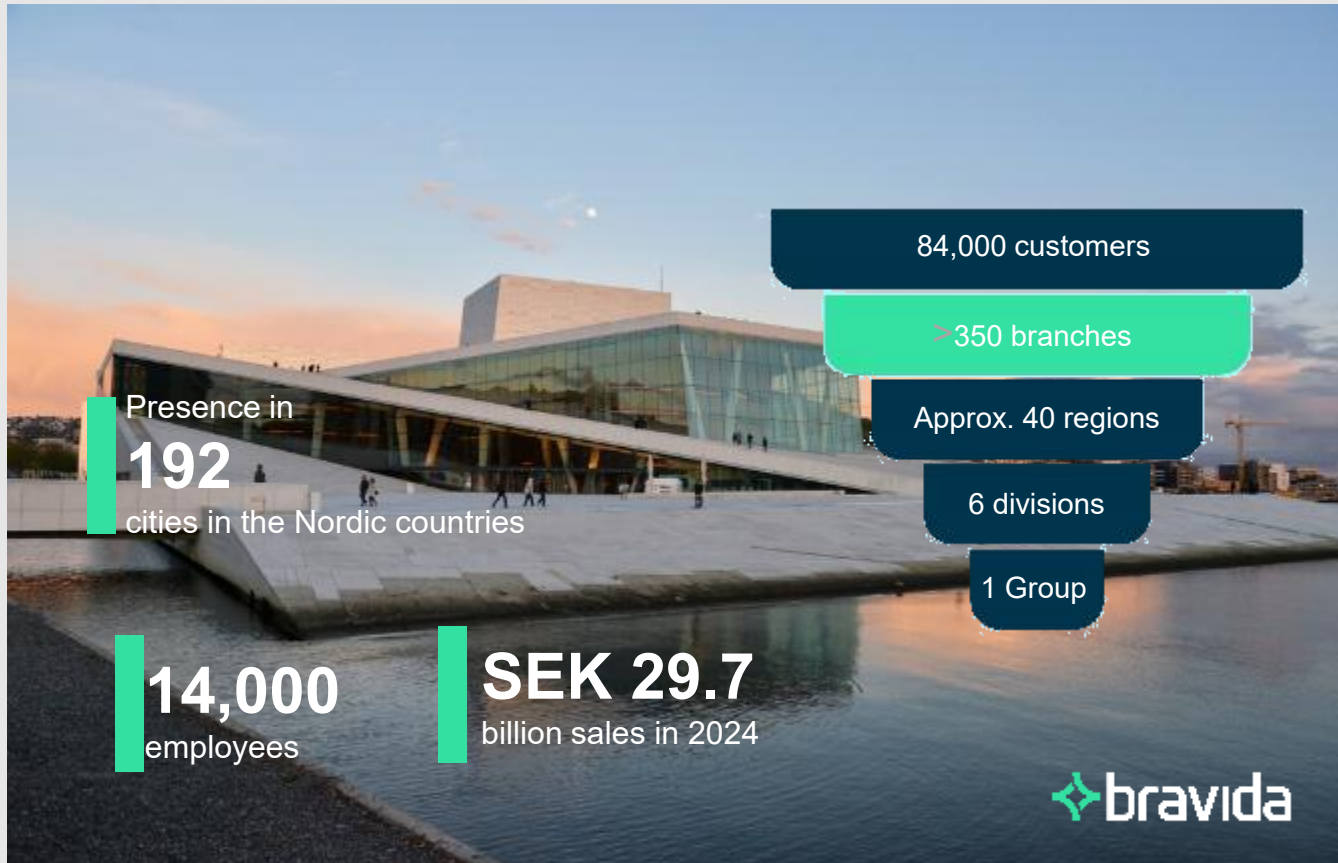 84,000 customers
>350 branches
Approx. 40 regions
6 divisions
1 Group
Presence in
192
cities in the Nordic countries
14,000
employees
SEK 29.7
billion sales in 2024
bravida